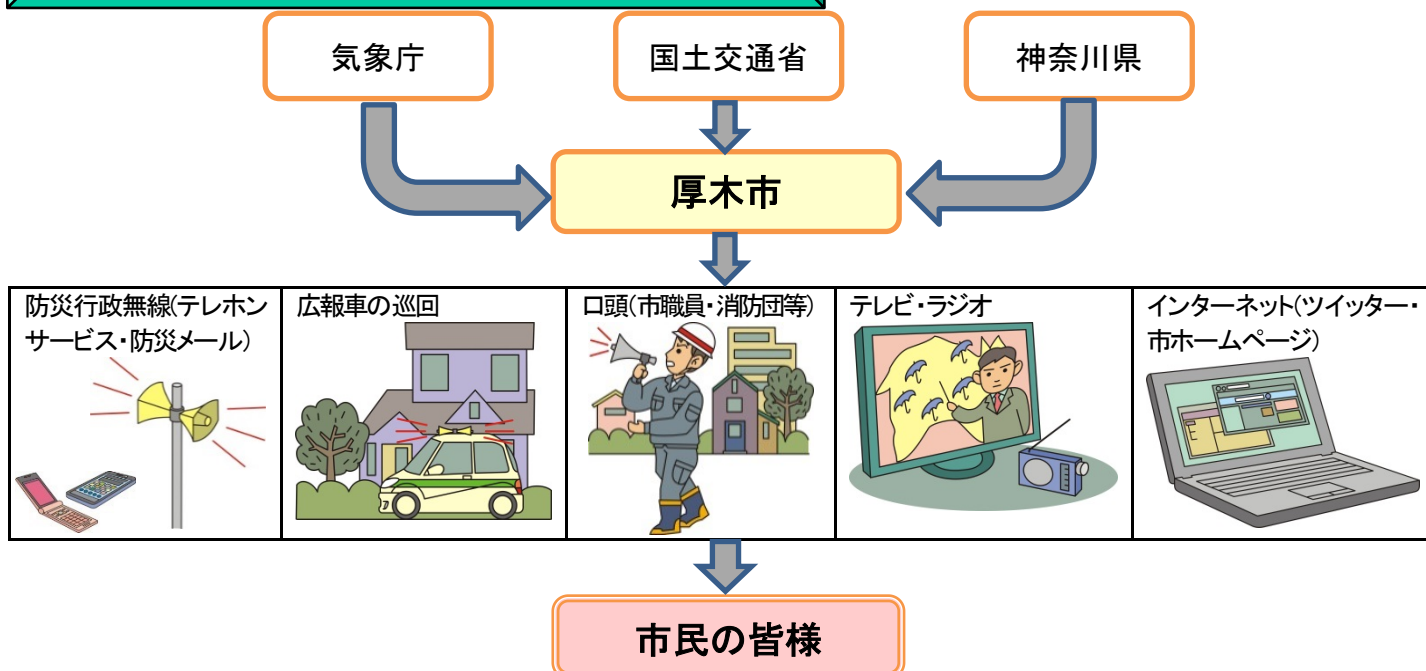 気象庁
国土交通省
神奈川県
厚木市
防災行政無線(テレホン
サービス・防災メール)
広報車の巡回
口頭(市職員・消防団等)
テレビ・ラジオ
インターネット(ツイッター・
市ホームページ)
市民の皆様